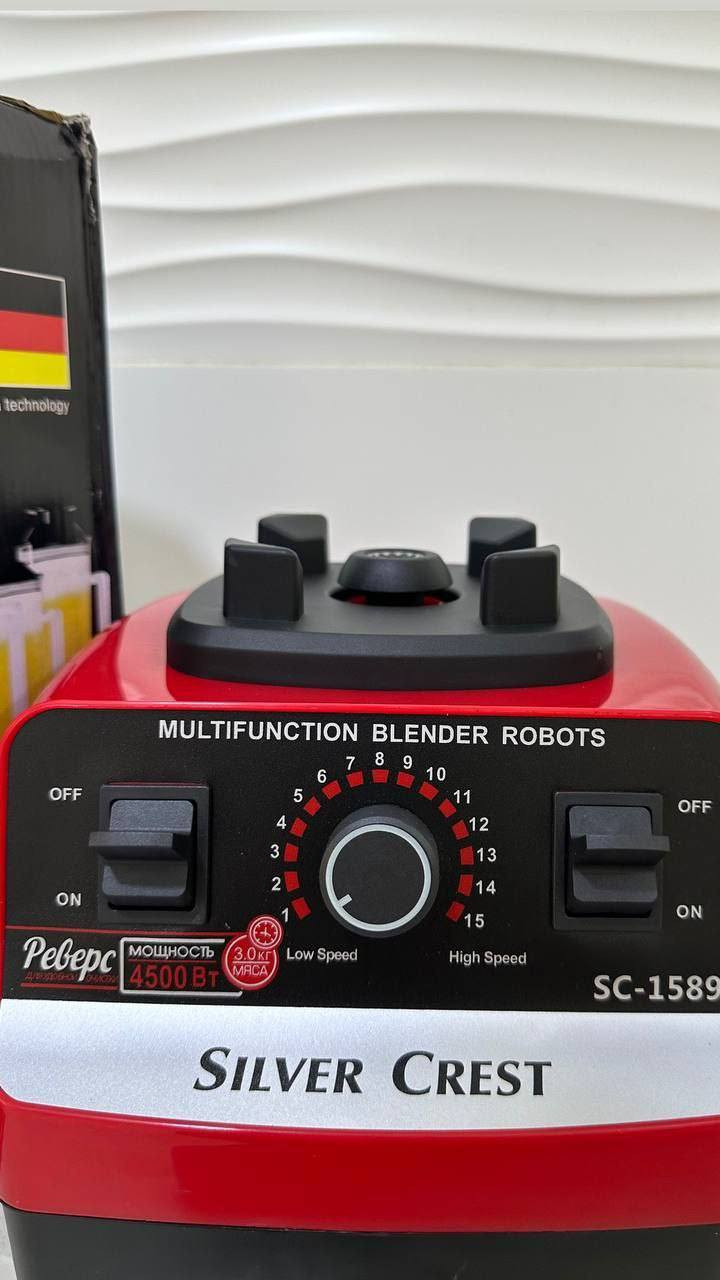 technology
MULTIFUNCTION BLENDER ROBOTS
OFF
ON
1
2
3
4
5
6
7
8
9
10
11
12
13
14
15
Low Speed
High Speed
OFF
ON
Реверс
МОЩНОСТЬ
4500 Вт
3.0 КГ
МЯСА
SC-1589
SILVER CREST